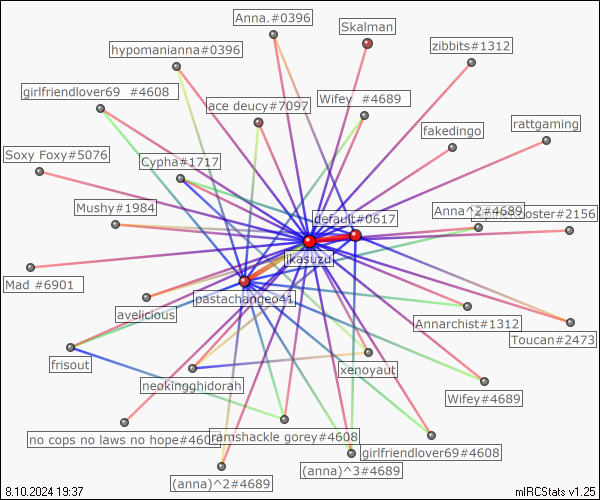 Anna.#0396
Skalman
hypomanianna#0396
zibbits#1312
girlfriendlover69 #4608
ace deucy#7097
Wifey #4689
fakedingo
rattgaming
Soxy Foxy#5076
Cypha#1717
Mushy#1984
default#0617
Anna^2#4689
oster#2156
likasuzu
Mad #6901
pastachangeo41
avelicious
Annarchist#1312
Toucan#2473
frisout
xenoyaut
neokingghidorah
Wifey#4689
no cops no laws no hope#460
ramshackle gorey#4608
girlfriendlover69#4608
(anna)^2#4689
(anna)^3#4689
8.10.2024 19:37
mIRCStats v1.25